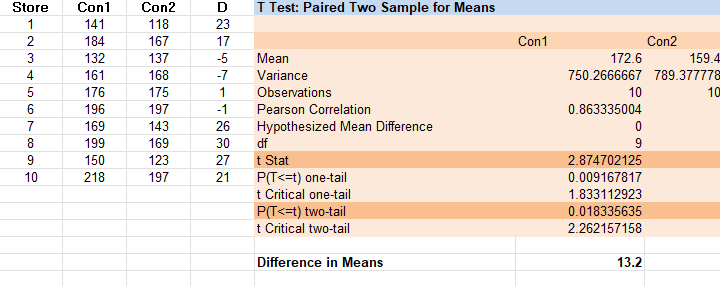 Store Con1 Con2 D T Test: Paired Two Sample for Means
1 141 118 23
2 184 167 17 Con1 Con2
3 132 137 -5 Mean 172.6 159.4
4 161 168 -7 Variance 750.2666667 789.377778
5 176 175 1 Observations 10 10
6 196 197 -1 Pearson Correlation 0.863335004
7 169 143 26 Hypothesized Mean Difference 0
8 199 169 30 df 9
9 150 123 27 t Stat 2.874702125
10 218 197 21 P(T<=t) one-tail 0.009167817
t Critical one-tail 1.833112923
P(T<=t) two-tail 0.018335635
t Critical two-tail 2.262157158
Difference in Means 13.2